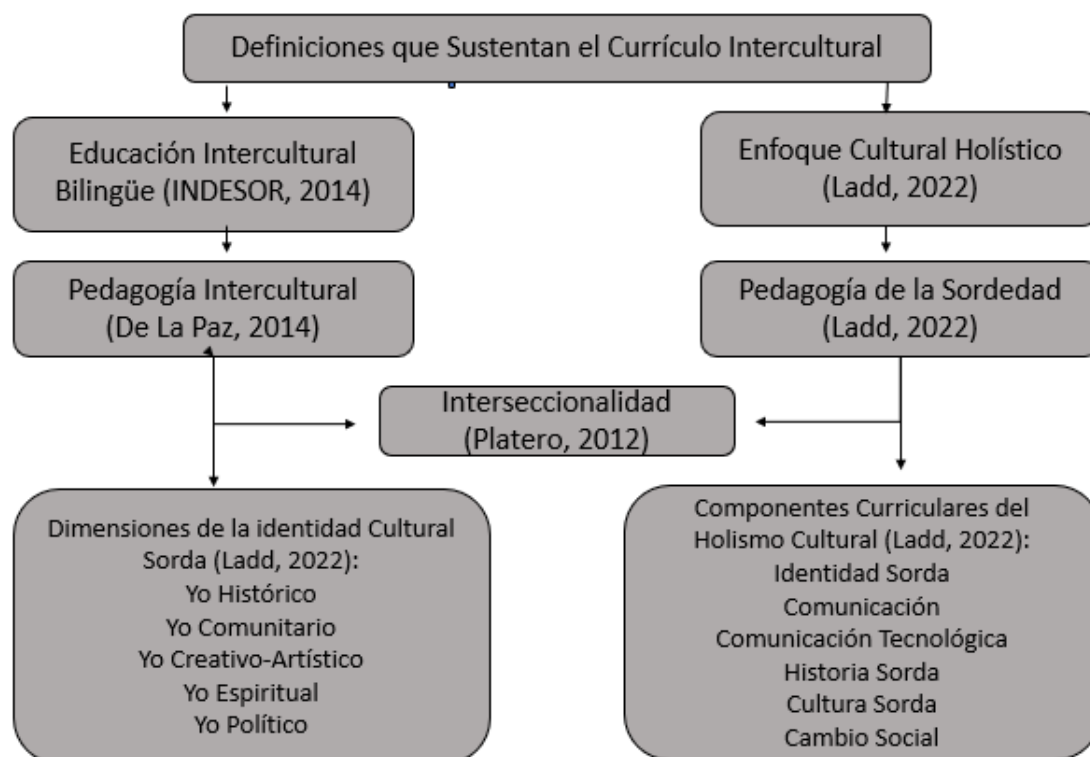 Definiciones que Sustentan el Currículo Intercultural
Educación Intercultural
Bilingüe (INDESOR, 2014)
Enfoque Cultural Holístico
(Ladd, 2022)
Pedagogía Intercultural
(De La Paz, 2014)
Pedagogía de la Sordedad
(Ladd, 2022)
Interseccionalidad
(Platero, 2012)
Dimensiones de la identidad Cultural
Sorda (Ladd, 2022):
Yo Histórico
Yo Comunitario
Yo Creativo-Artístico
Yo Espiritual
Yo Político
Componentes Curriculares del
Holismo Cultural (Ladd, 2022):
Identidad Sorda
Comunicación
Comunicación Tecnológica
Historia Sorda
Cultura Sorda
Cambio Social